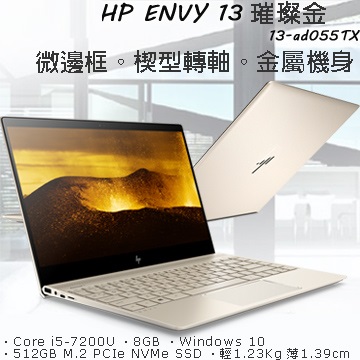 HP ENVY 13 璀璨金
13-ad055TX
微邊框。楔型轉軸。金屬機身
‧Core i5-7200U ‧8GB ‧Windows 10
‧512GB M.2 PCIe NVMe SSD ‧輕1.23Kg 薄1.39cm